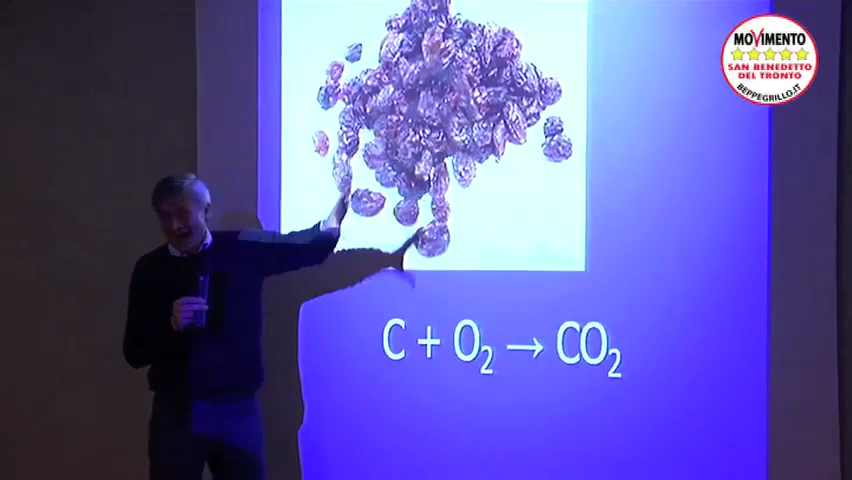 MOVIMENTO
SAN BENEDETTO
DEL TRONTO
BEPPEGRILLO.IT
C + O₂ → CO₂